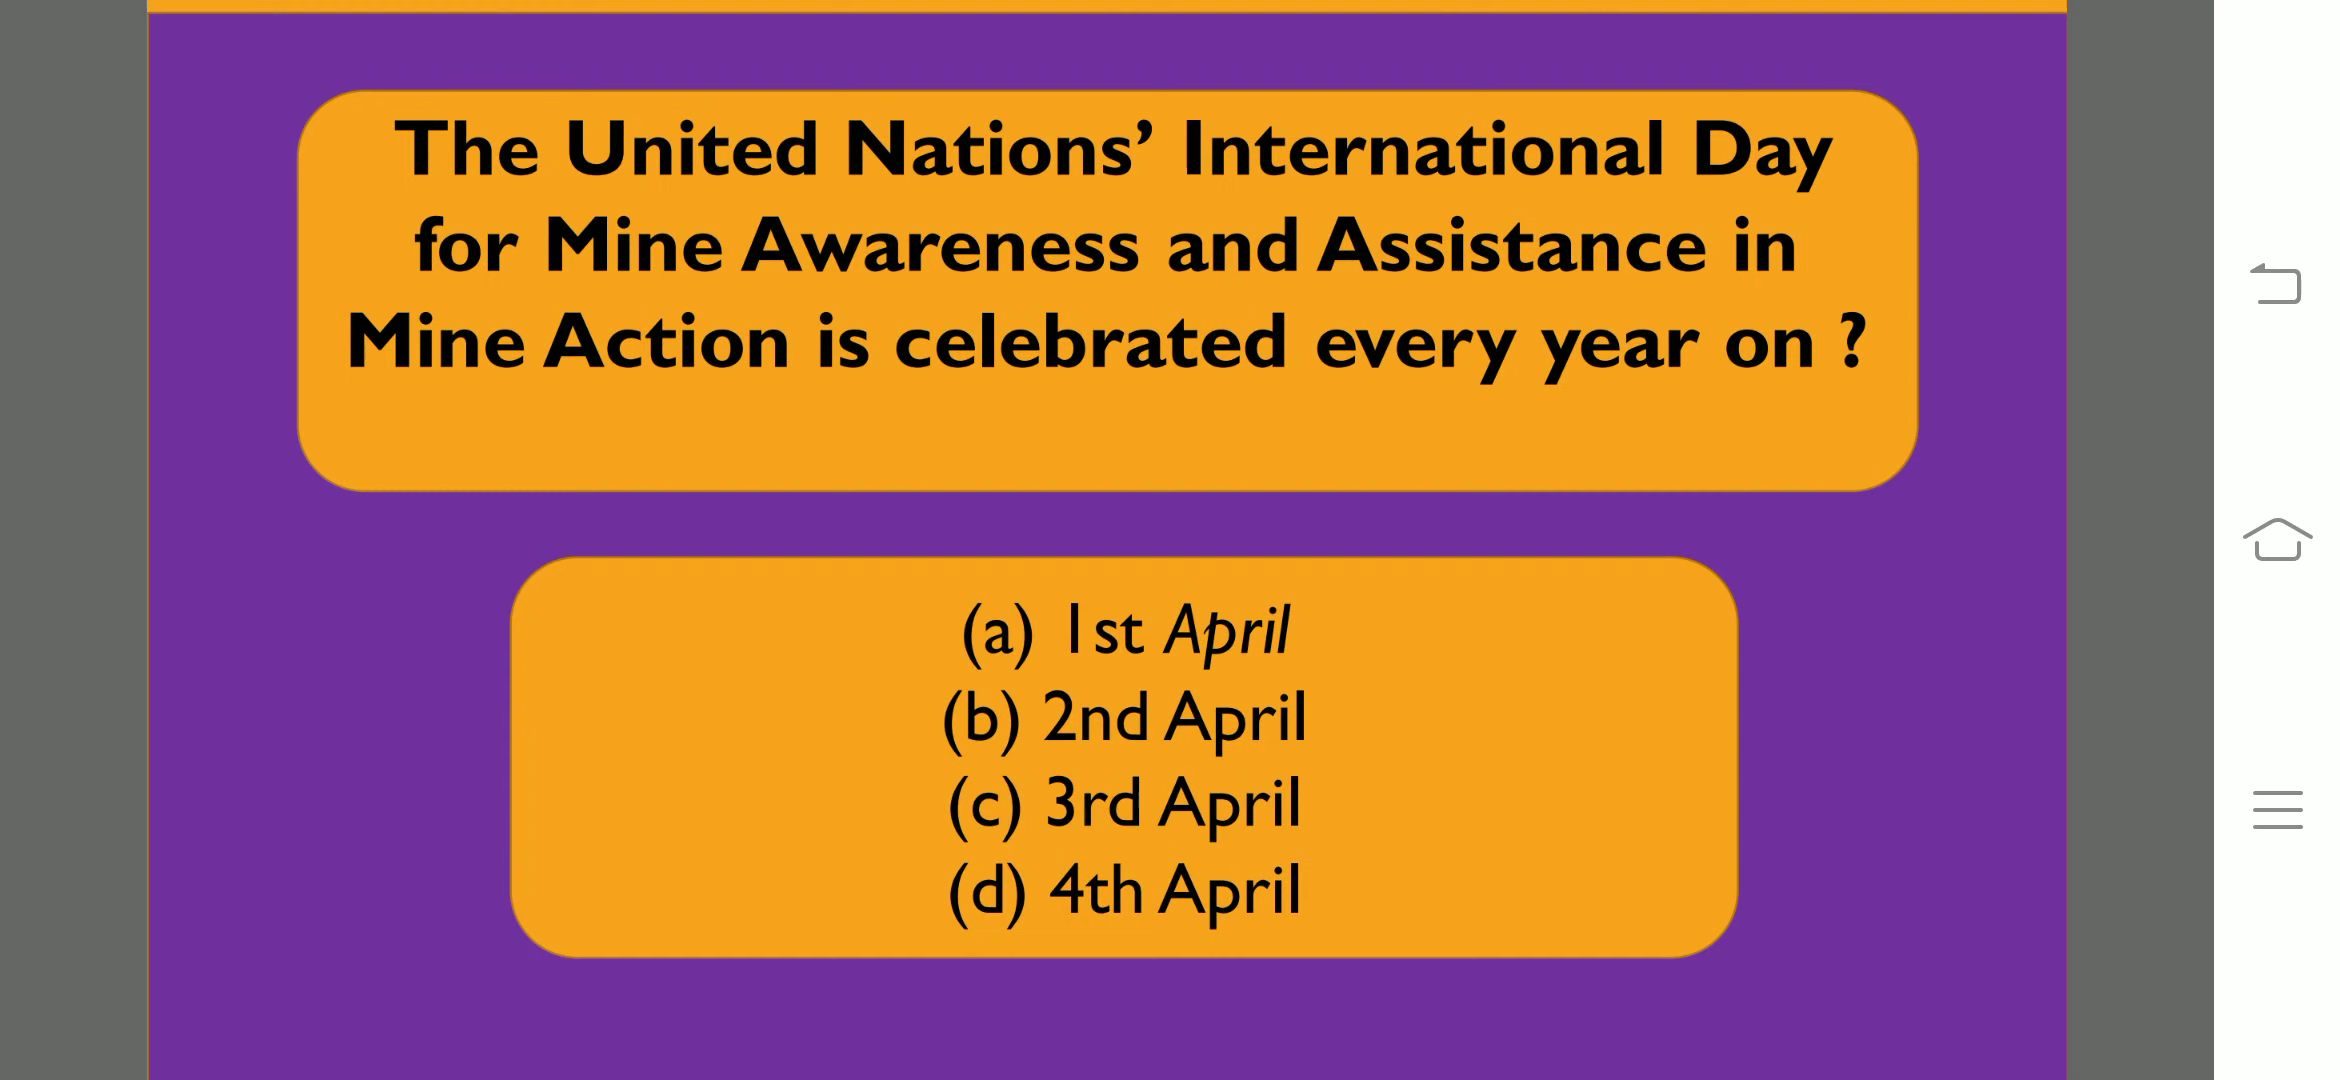 The United Nations’ International Day
for Mine Awareness and Assistance in
Mine Action is celebrated every year on ?
(a) 1st April
(b) 2nd April
(c) 3rd April
(d) 4th April